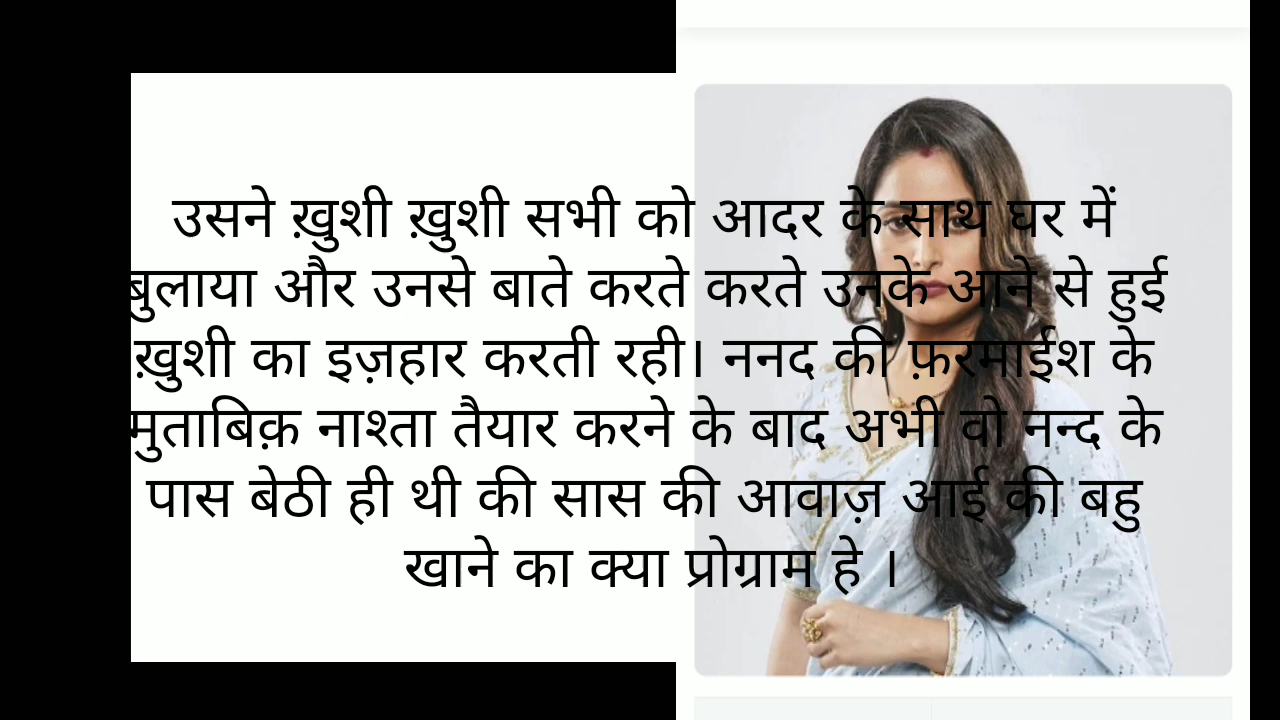 उसने ख़ुशी ख़ुशी सभी को आदर के साथ घर में
बुलाया और उनसे बाते करते करते उनके आने से हुई
ख़ुशी का इज़हार करती रही। ननद की फ़रमाईश के
मुताबिक़ नाश्ता तैयार करने के बाद अभी वो नन्द के
पास बेठी ही थी की सास की आवाज़ आई की बहु
खाने का क्या प्रोग्राम हे ।